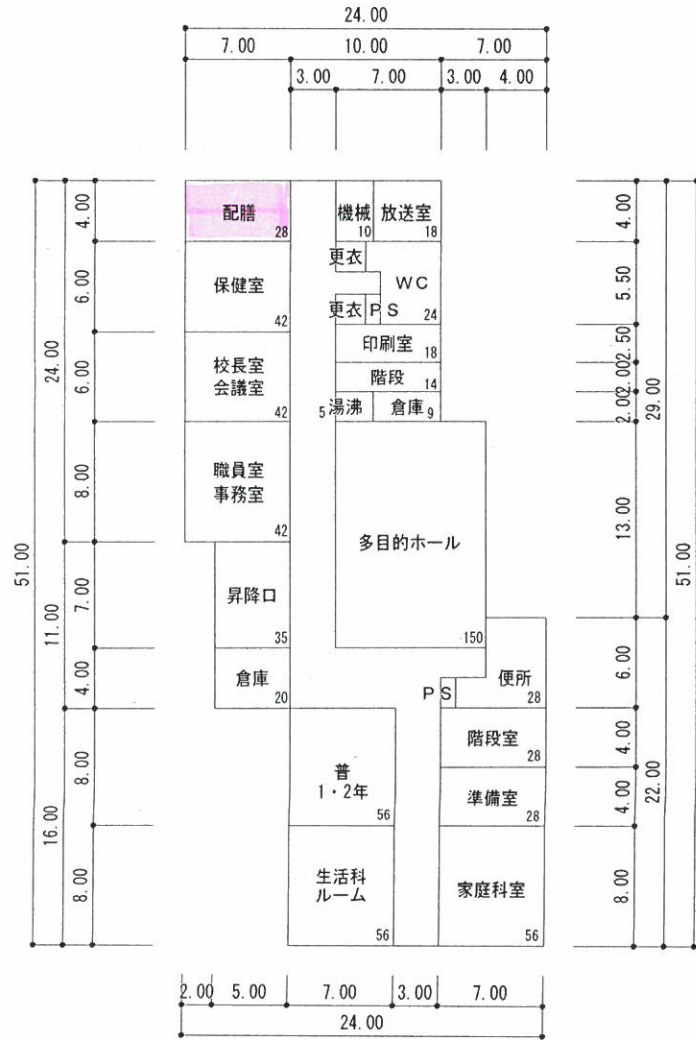 24.00
7.00 10.00 7.00
3.00 7.00 3.00 4.00
配膳
28
機械
10
放送室
18
更衣
WC
24
更衣
PS
保健室
42
印刷室
18
校長室
会議室
42
階段
14
5
湯沸
倉庫
9
職員室
事務室
42
多目的ホール
150
昇降口
35
倉庫
20
便所
28
PS
普
1・2年
56
階段室
28
準備室
28
生活科
ルーム
56
家庭科室
56
51.00
24.00
11.00
16.00
4.00
6.00
6.00
8.00
7.00
4.00
8.00
8.00
4.00
5.50
2.50
2.00
2.00
13.00
6.00
4.00
4.00
8.00
29.00
22.00
51.00
2.00 5.00 7.00 3.00 7.00
24.00